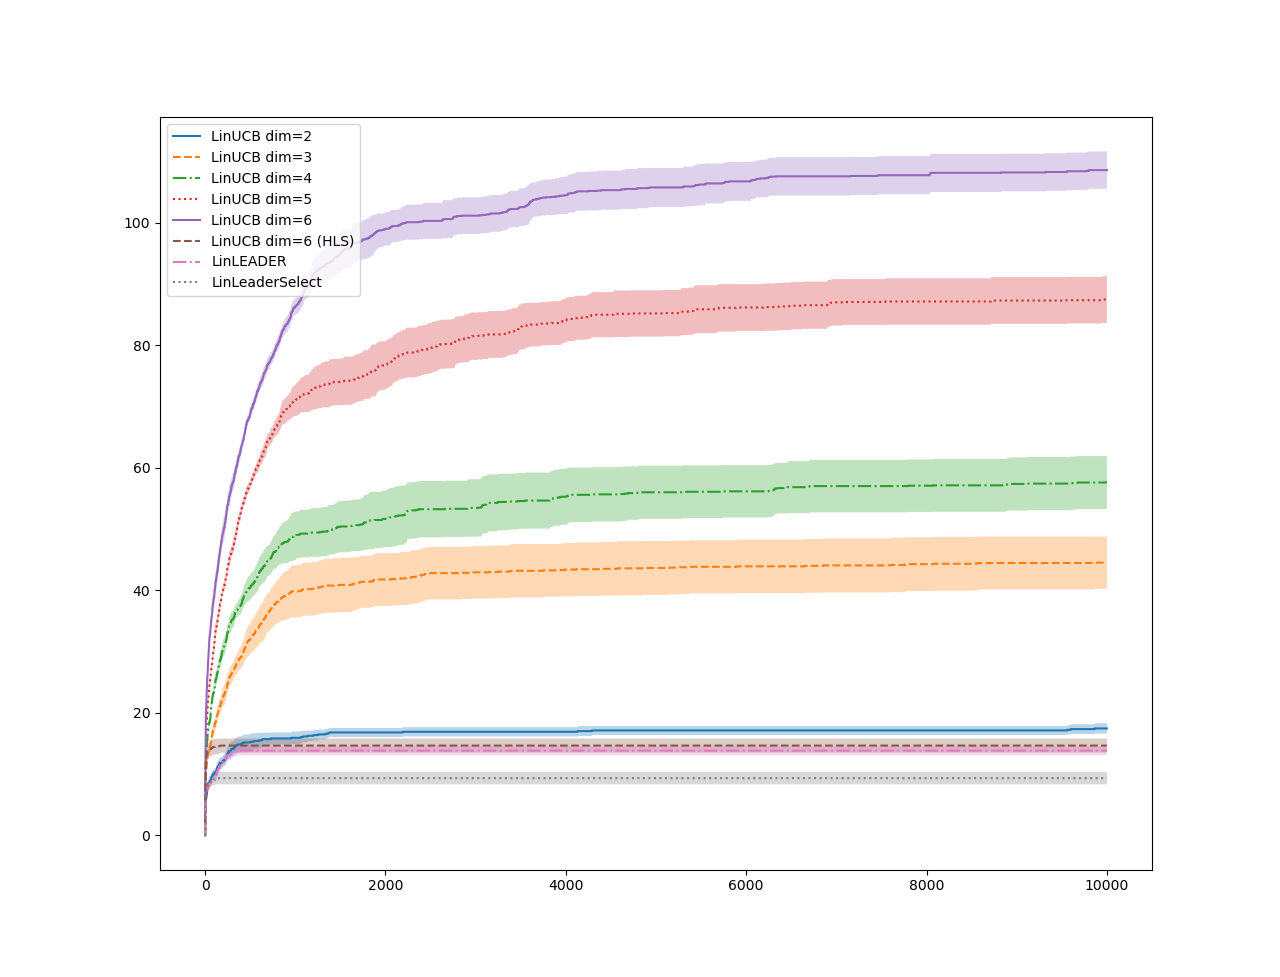 LinUCB dim=2
LinUCB dim=3
LinUCB dim=4
LinUCB dim=5
LinUCB dim=6
LinUCB dim=6 (HLS)
LinLEADER
LinLeaderSelect
100
80
60
40
20
0
0 2000 4000 6000 8000 10000